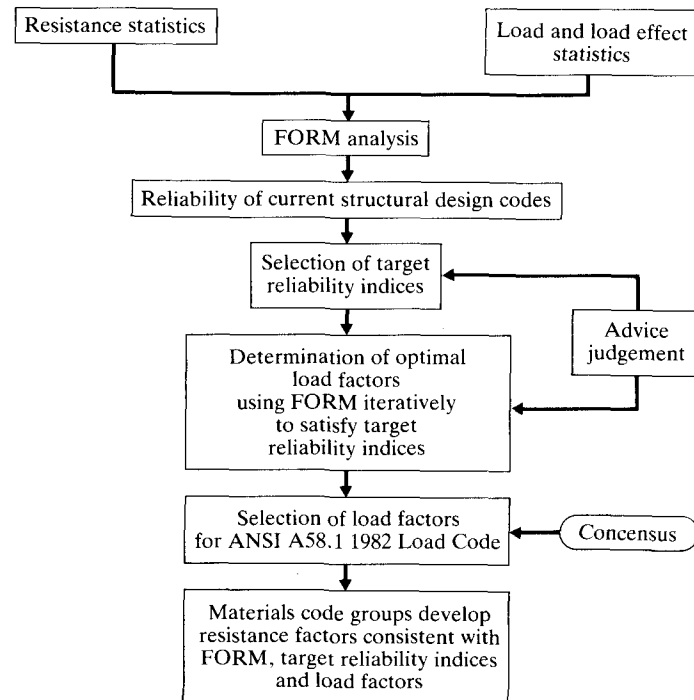 Resistance statistics
Load and load effect
statistics
FORM analysis
Reliability of current structural design codes
Selection of target
reliability indices
Advice
judgement
Determination of optimal
load factors
using FORM iteratively
to satisfy target
reliability indices
Selection of load factors
for ANSI A58.1 1982 Load Code
Concensus
Materials code groups develop
resistance factors consistent with
FORM, target reliability indices
and load factors